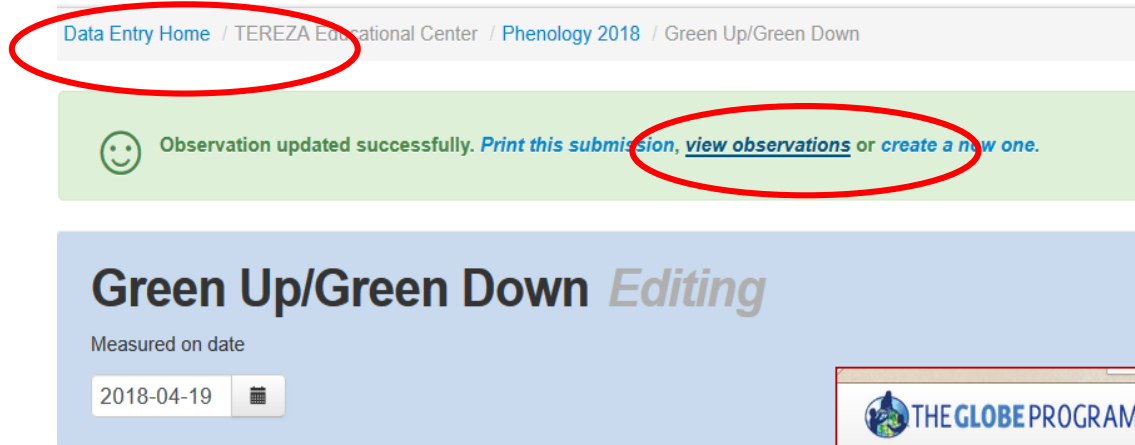 Data Entry Home / TEREZA Educational Center / Phenology 2018 / Green Up/Green Down
Observation updated successfully. Print this submission, view observations or create a new one.
Green Up/Green Down Editing
Measured on date
2018-04-19
THE GLOBE PROGRAM